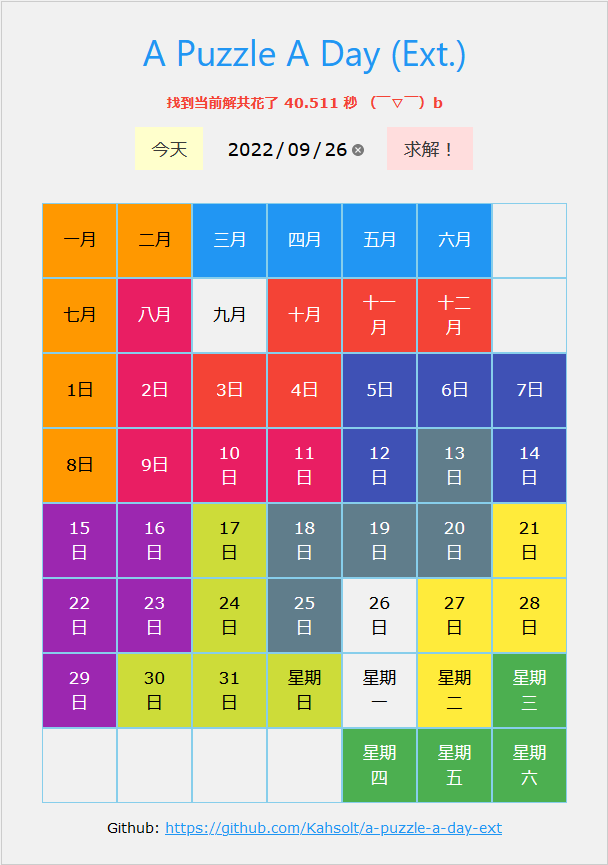 A Puzzle A Day (Ext.)
找到当前解共花了 40.511 秒 （￣▽￣）b
今天 2022/09/26 求解！
一月 二月 三月 四月 五月 六月
七月 八月 九月 十月 十一月 十二月
1日 2日 3日 4日 5日 6日 7日
8日 9日 10日 11日 12日 13日 14日
15日 16日 17日 18日 19日 20日 21日
22日 23日 24日 25日 26日 27日 28日
29日 30日 31日 星期日 星期一 星期二 星期三
星期四 星期五 星期六
Github: https://github.com/Kahsolt/a-puzzle-a-day-ext